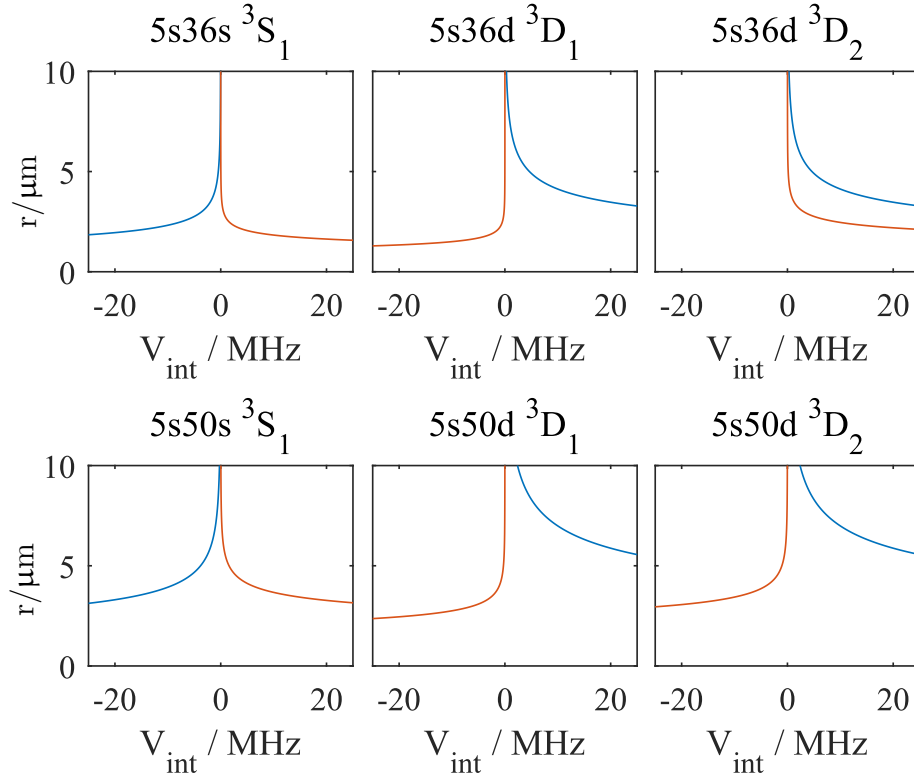 5s36s ³S₁ 5s36d ³D₁ 5s36d ³D₂
10
5
0
r/μm
-20 0 20 -20 0 20 -20 0 20
V_int / MHz V_int / MHz V_int / MHz
5s50s ³S₁ 5s50d ³D₁ 5s50d ³D₂
10
5
0
r/μm
-20 0 20 -20 0 20 -20 0 20
V_int / MHz V_int / MHz V_int / MHz